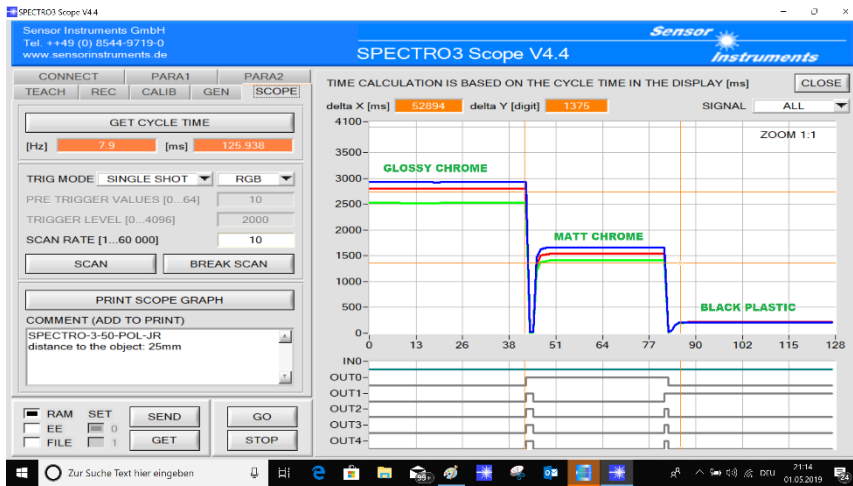 SPECTRO3 Scope V4.4
Sensor Instruments GmbH
Tel. ++49 (0) 8544-9719-0
www.sensorinstruments.de
SPECTRO3 Scope V4.4
Sensor
Instruments
CONNECT PARA1 PARA2
TEACH REC CALIB GEN SCOPE
GET CYCLE TIME
[Hz] 7.9 [ms] 125.938
TRIG MODE SINGLE SHOT RGB
PRE TRIGGER VALUES [0...64] 10
TRIGGER LEVEL [0...4096] 2000
SCAN RATE [1...60 000] 10
SCAN BREAK SCAN
PRINT SCOPE GRAPH
COMMENT (ADD TO PRINT)
SPECTRO-3-50-POL-JR
distance to the object: 25mm
RAM SET SEND GO
EE 0
FILE 1 GET STOP
TIME CALCULATION IS BASED ON THE CYCLE TIME IN THE DISPLAY [ms] CLOSE
delta X [ms] 52894 delta Y [digit] 1375 SIGNAL ALL
4100
ZOOM 1:1
3500
GLOSSY CHROME
3000
2500
2000
MATT CHROME
1500
1000
500
BLACK PLASTIC
0
0 13 26 38 51 64 77 90 102 115 128
IN0
OUT0
OUT1
OUT2
OUT3
OUT4
Zur Suche Text hier eingeben
99+
DEU
21:14
01.05.2019
24